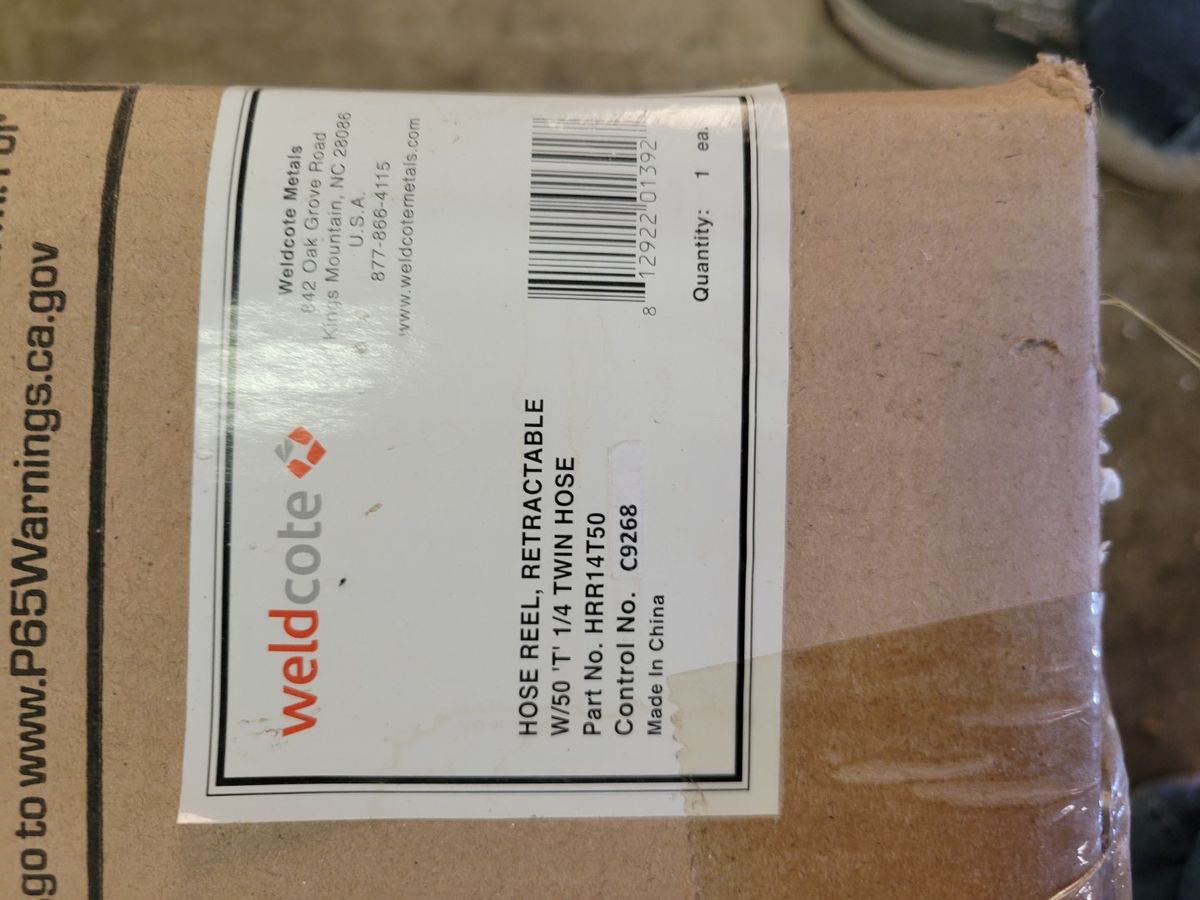 go to www.P65Warnings.ca.gov
weldcote
Weldcote Metals
842 Oak Grove Road
Kings Mountain, NC 28086
U.S.A.
877-866-4115
www.weldcotemetals.com
HOSE REEL, RETRACTABLE
W/50 'T' 1/4 TWIN HOSE
Part No. HRR14T50
Control No. C9268
Made In China
8 12922 01392
Quantity: 1 ea.